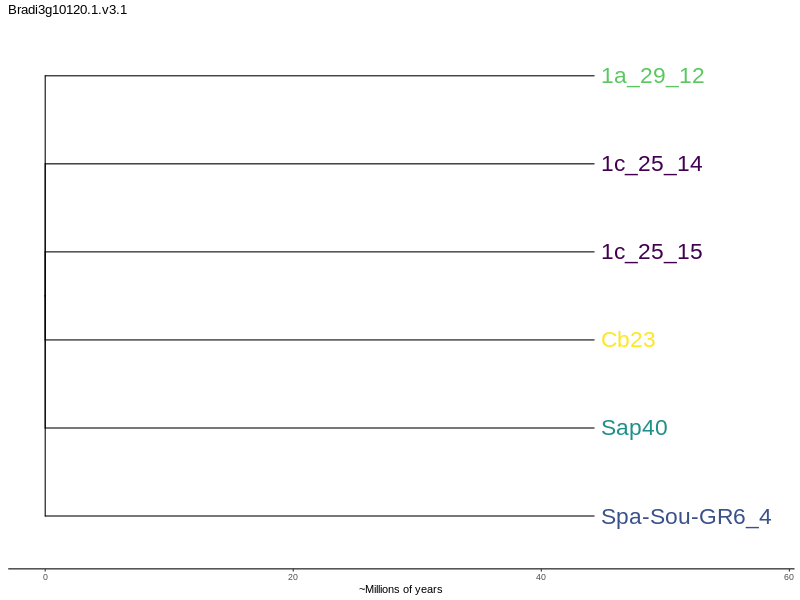 Bradi3g10120.1.v3.1
1a_29_12
1c_25_14
1c_25_15
Cb23
Sap40
Spa-Sou-GR6_4
0 20 40 60
~Millions of years